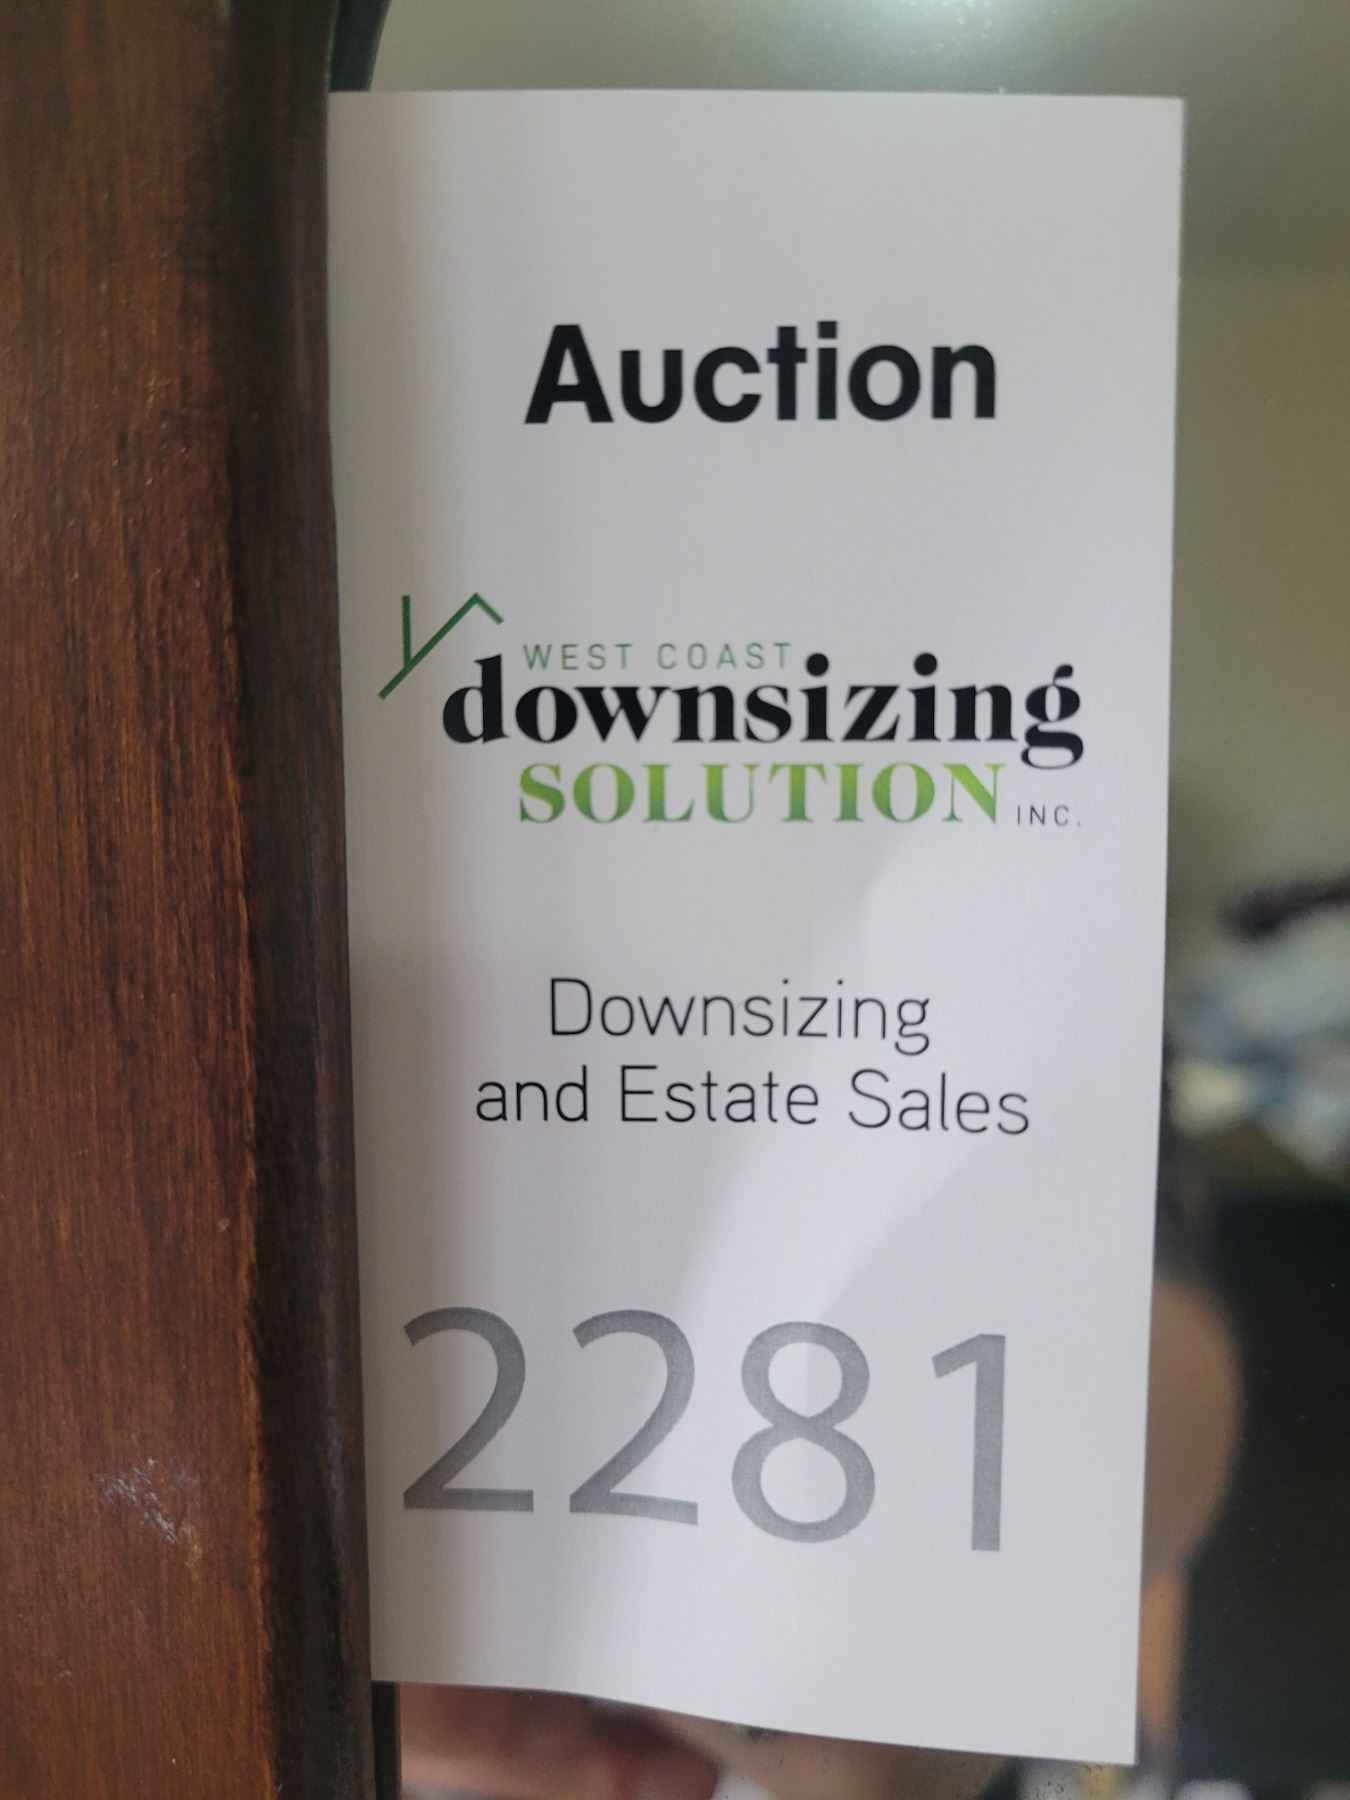 Auction
WEST COAST
downsizing
SOLUTION INC.
Downsizing
and Estate Sales
2281